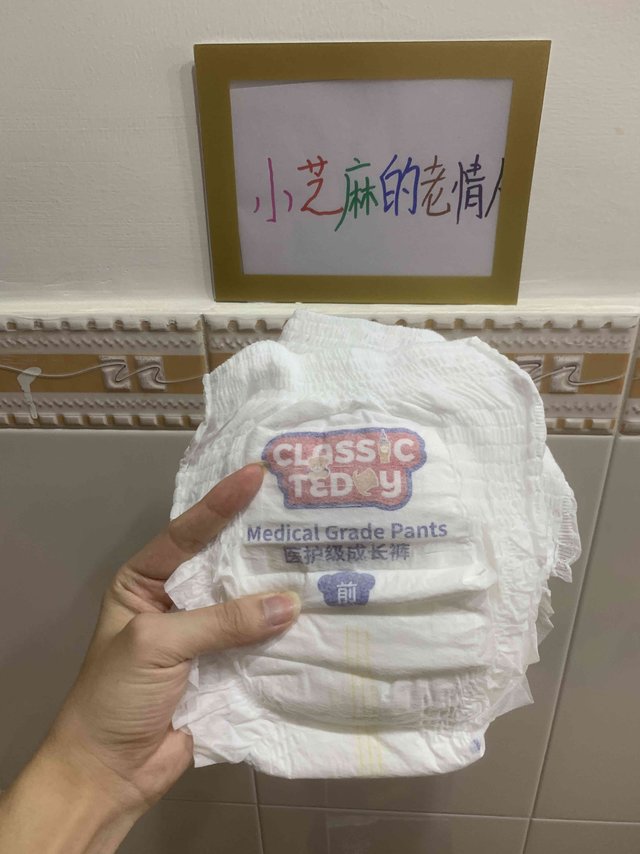 小芝麻的老情人
CLASSIC
TEDDY
Medical Grade Pants
医护级成长裤
前